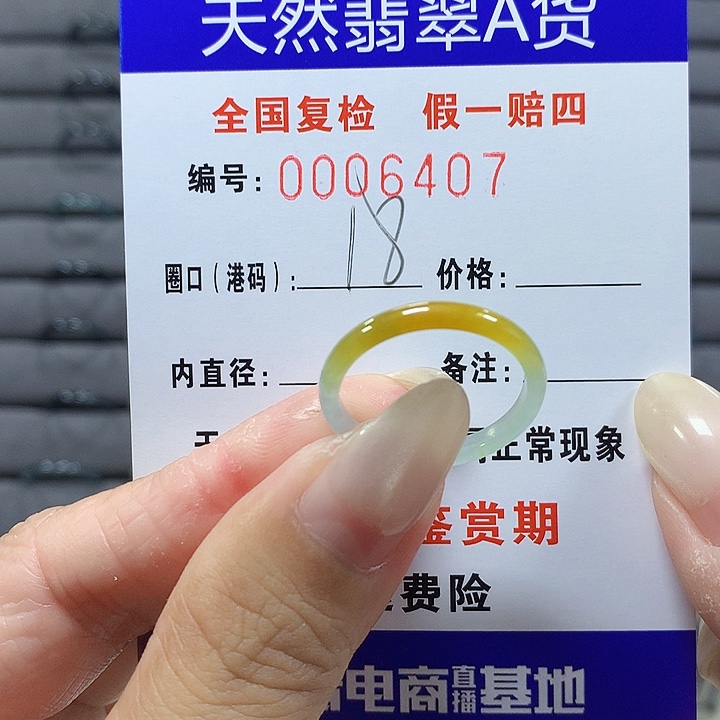 天然翡翠A货
全国复检 假一赔四
编号: 0006407
圈口(港码): 18 价格:
内直径: 备注:
正常现象
鉴赏期
费险
电商直播基地